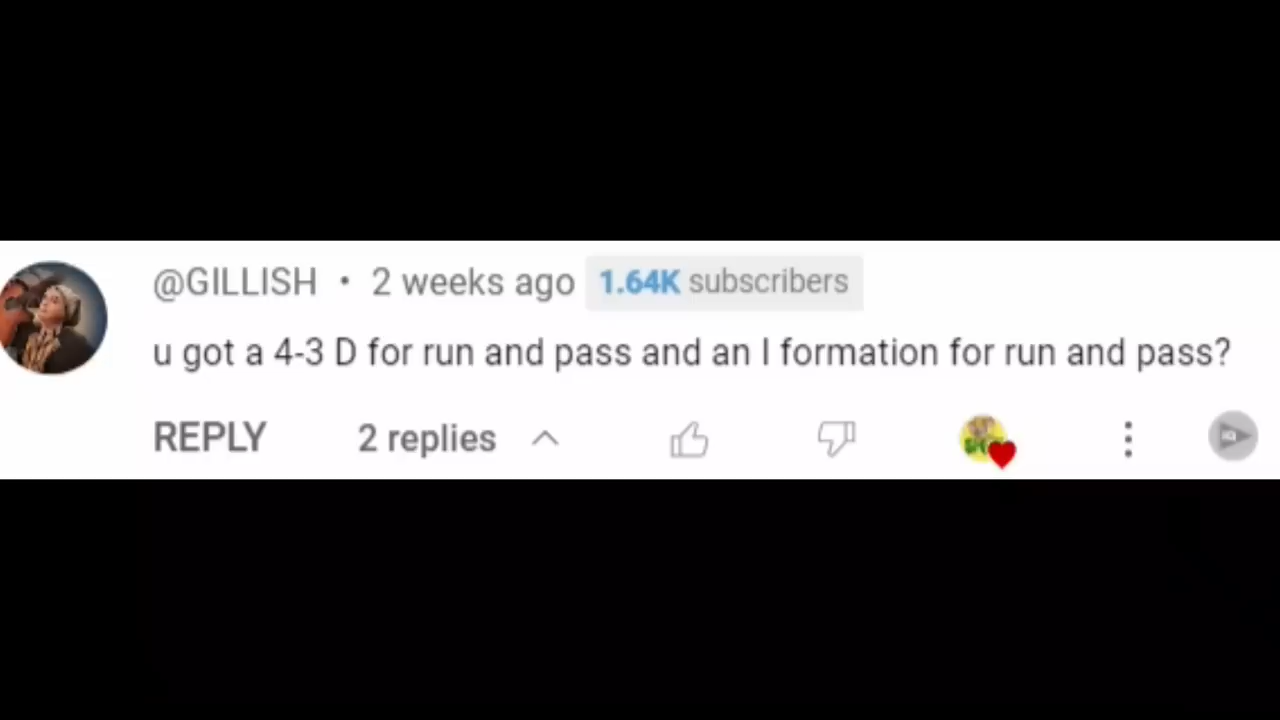 @GILLISH • 2 weeks ago 1.64K subscribers
u got a 4-3 D for run and pass and an I formation for run and pass?
REPLY 2 replies